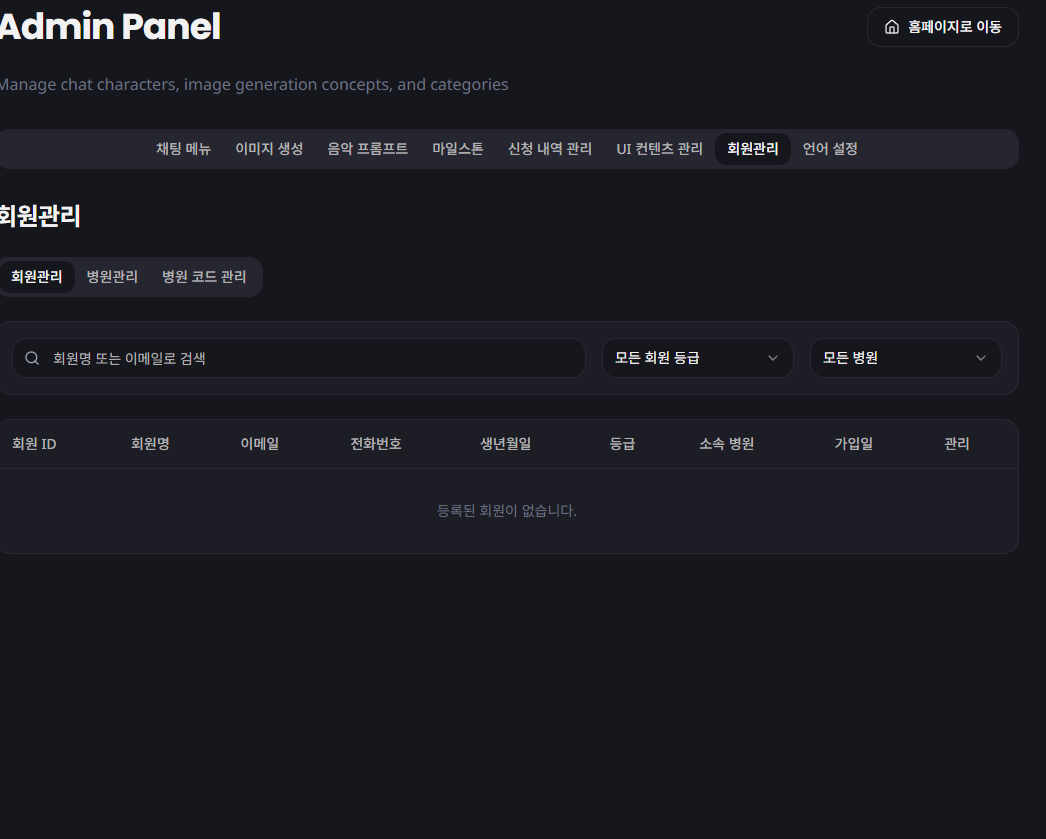 Admin Panel
홈페이지로 이동
Manage chat characters, image generation concepts, and categories
채팅 메뉴 이미지 생성 음악 프롬프트 마일스톤 신청 내역 관리 UI 컨텐츠 관리 회원관리 언어 설정
회원관리
회원관리 병원관리 병원 코드 관리
회원명 또는 이메일로 검색 모든 회원 등급 모든 병원
회원 ID 회원명 이메일 전화번호 생년월일 등급 소속 병원 가입일 관리
등록된 회원이 없습니다.